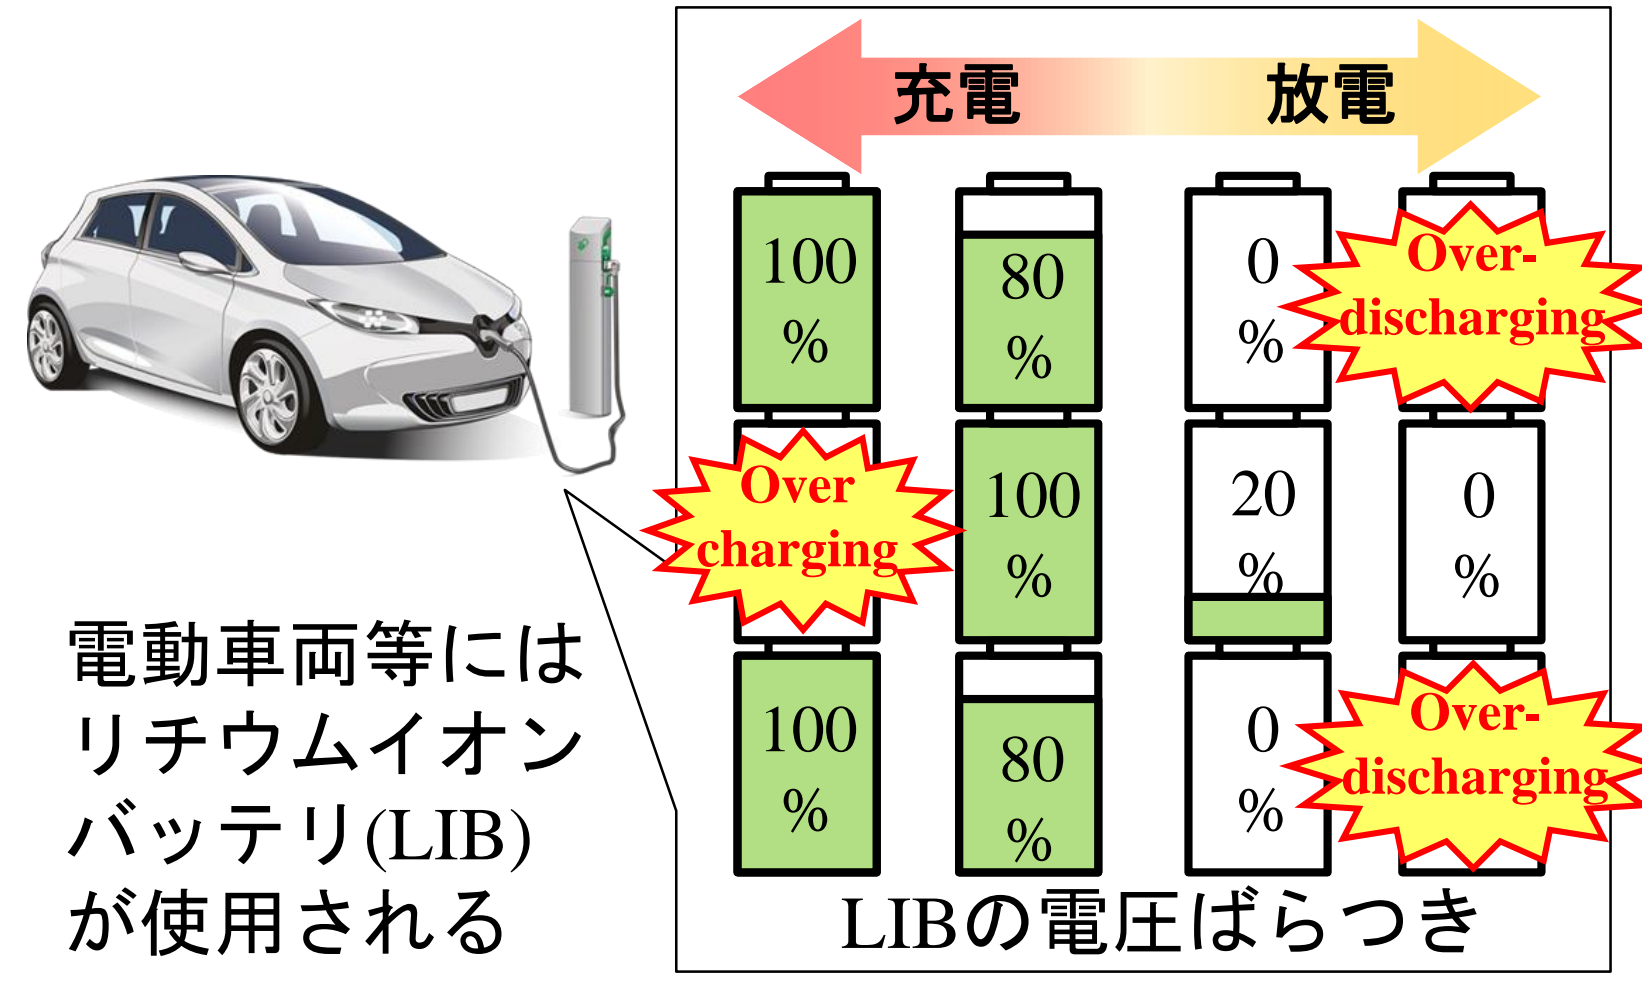 充電
放電
100
%
80
%
0
%
Over-
discharging
Over
charging
100
%
20
%
0
%
100
%
80
%
0
%
Over-
discharging
電動車両等には
リチウムイオン
バッテリ(LIB)
が使用される
LIBの電圧ばらつき